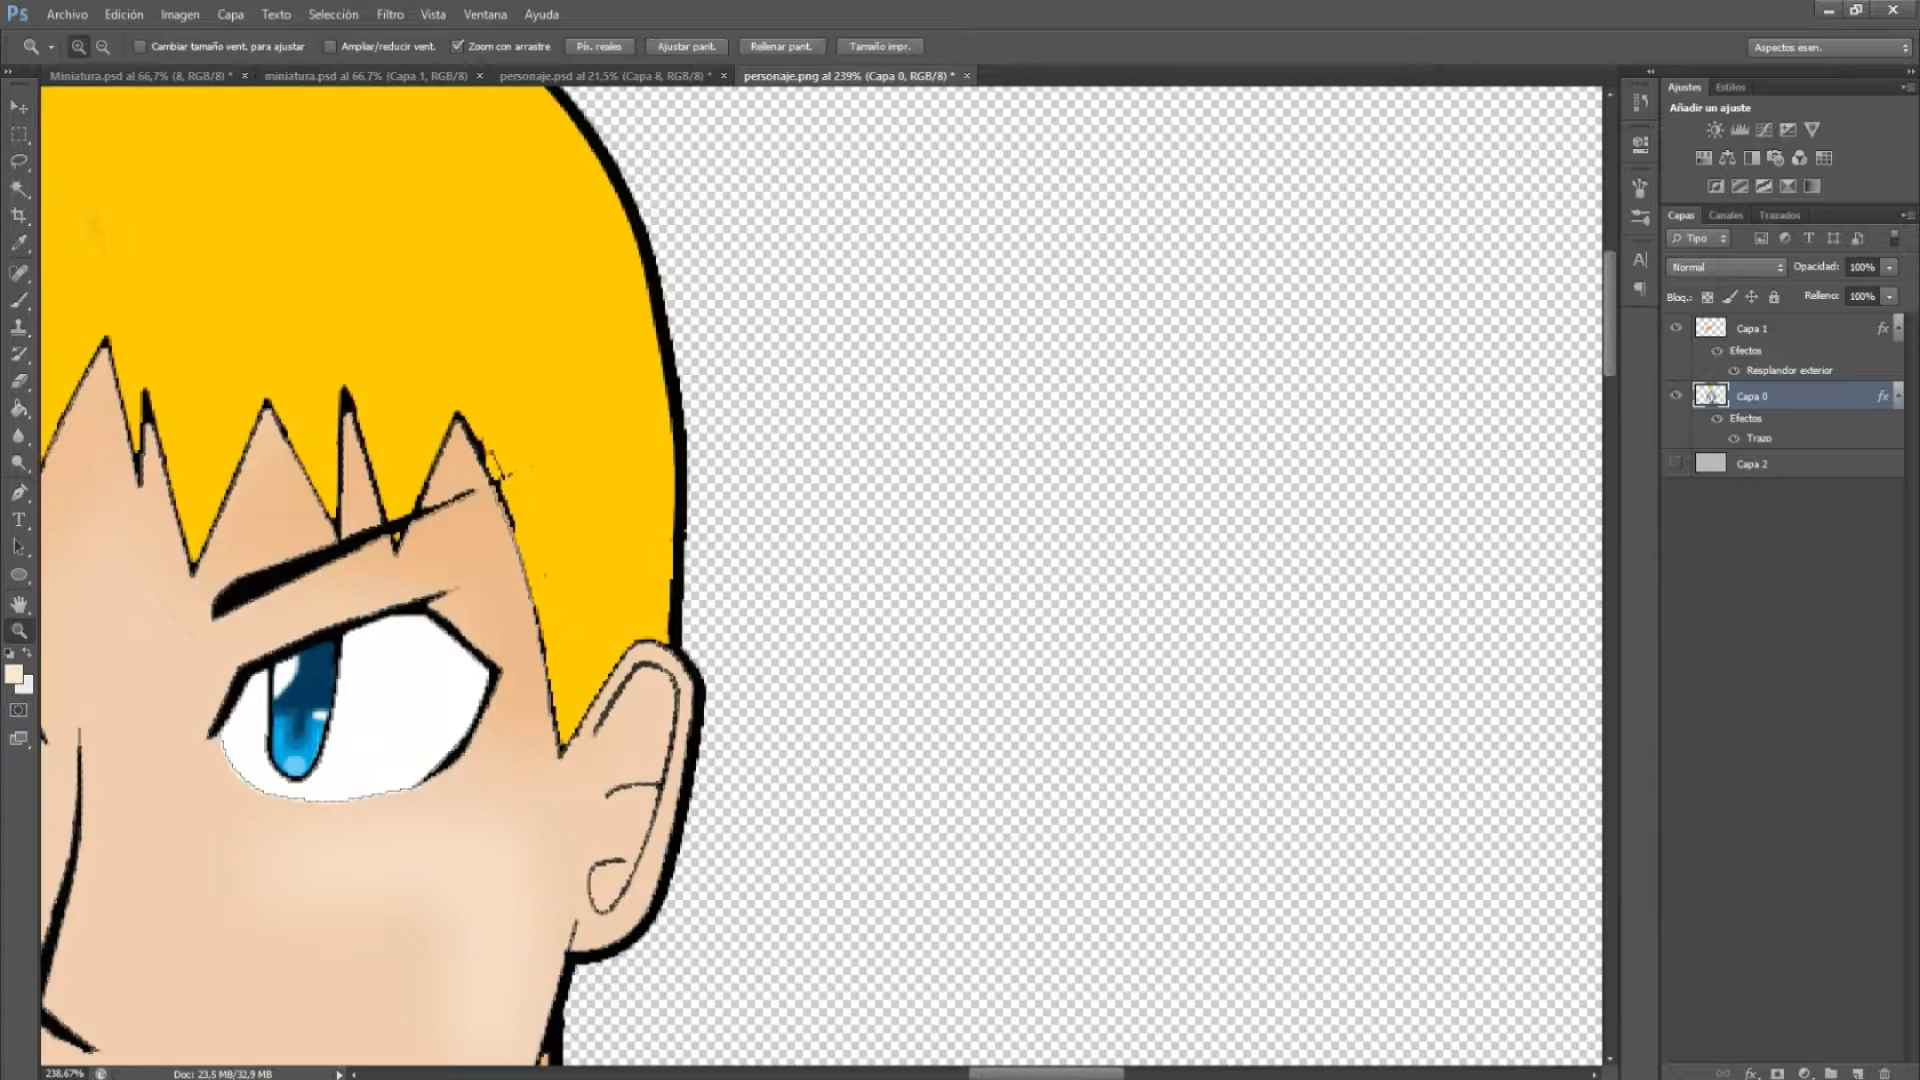 Ps Archivo Edición Imagen Capa Texto Selección Filtro Vista Ventana Ayuda
Cambiar tamaño vent. para ajustar Ampliar/reducir vent. Zoom con arrastre Píx. reales Ajustar pant. Rellenar pant. Tamaño impr. Aspectos esen.
Miniatura.psd al 66,7% (8, RGB/8) * × miniatura.psd al 66.7% (Capa 1, RGB/8) × personaje.psd al 21,5% (Capa 8, RGB/8) * × personaje.png al 239% (Capa 0, RGB/8) * ×
Ajustes Estilos
Añadir un ajuste
Capas Canales Trazados
Tipo
Normal Opacidad: 100%
Bloq.: Relleno: 100%
Capa 1 fx
Efectos
Resplandor exterior
Capa 0 fx
Efectos
Trazo
Capa 2
238,67% Doc: 23,5 MB/32,9 MB